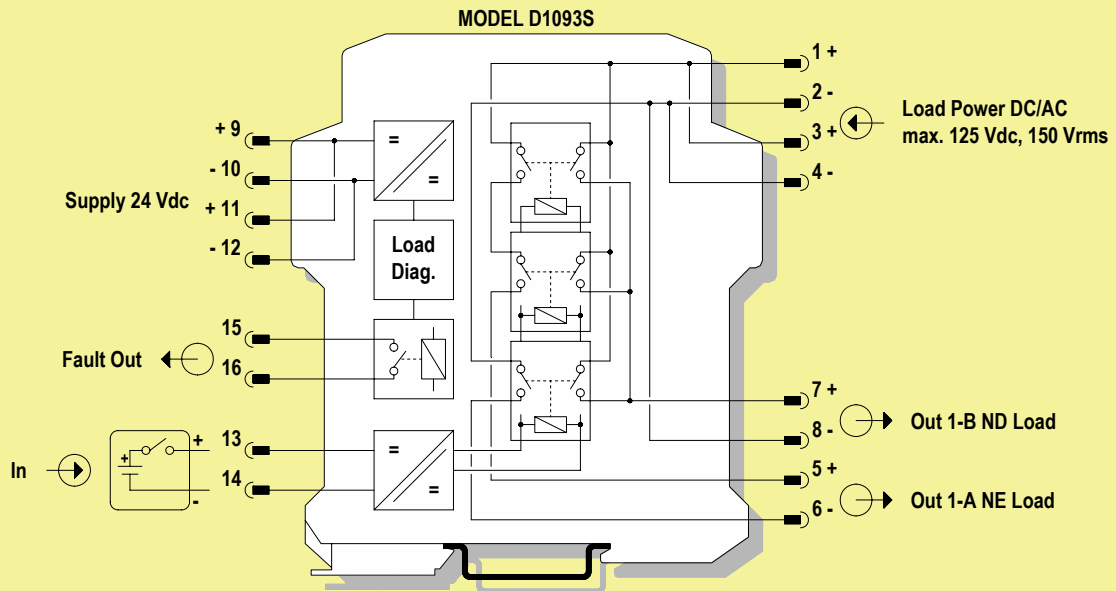 MODEL D1093S
1 +
2 -
Load Power DC/AC
max. 125 Vdc, 150 Vrms
3 +
4 -
+ 9
- 10
Supply 24 Vdc
+ 11
- 12
=
=
Load
Diag.
15
Fault Out
16
7 +
8 -
Out 1-B ND Load
In
+
+
-
13
14
=
=
5 +
6 -
Out 1-A NE Load